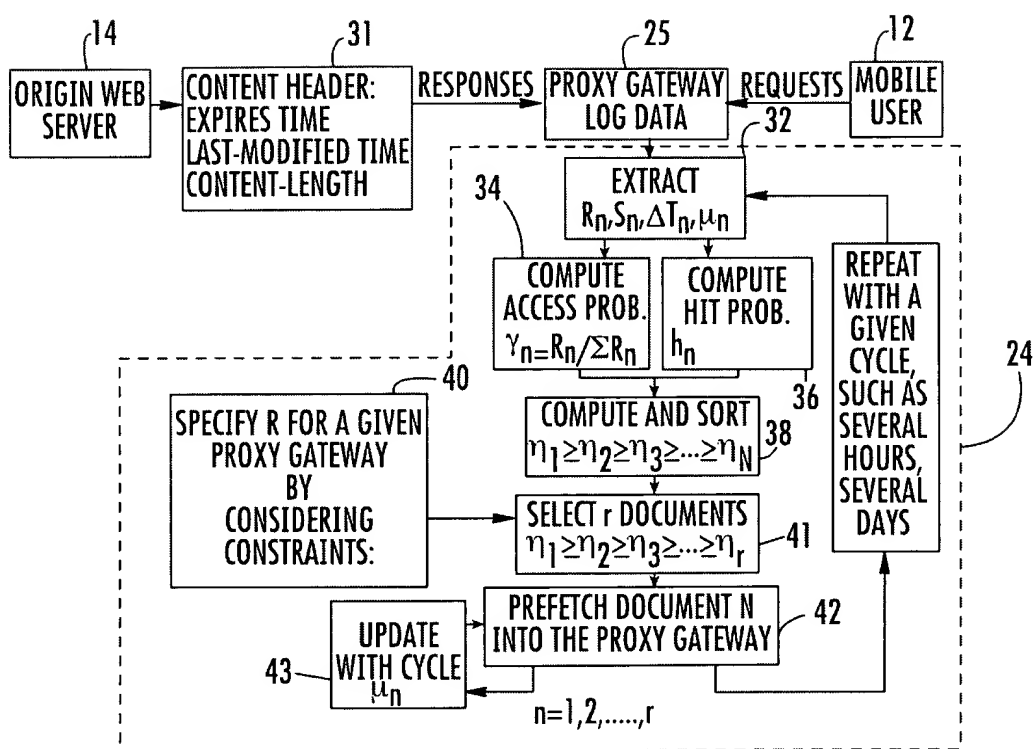 14
31
25
12
ORIGIN WEB
SERVER
CONTENT HEADER:
EXPIRES TIME
LAST-MODIFIED TIME
CONTENT-LENGTH
RESPONSES
PROXY GATEWAY
LOG DATA
REQUESTS
MOBILE
USER
32
EXTRACT
Rn,Sn,ΔTn,μn
34
COMPUTE
ACCESS PROB.
γn=Rn/ΣRn
COMPUTE
HIT PROB.
hn
36
REPEAT
WITH A
GIVEN
CYCLE,
SUCH AS
SEVERAL
HOURS,
SEVERAL
DAYS
24
40
SPECIFY R FOR A GIVEN
PROXY GATEWAY
BY
CONSIDERING
CONSTRAINTS:
COMPUTE AND SORT
η1≥η2≥η3≥...≥ηN
38
SELECT r DOCUMENTS
η1≥η2≥η3≥...≥ηr
41
PREFETCH DOCUMENT N
INTO THE PROXY GATEWAY
42
UPDATE
WITH CYCLE
μn
43
n=1,2,.....,r